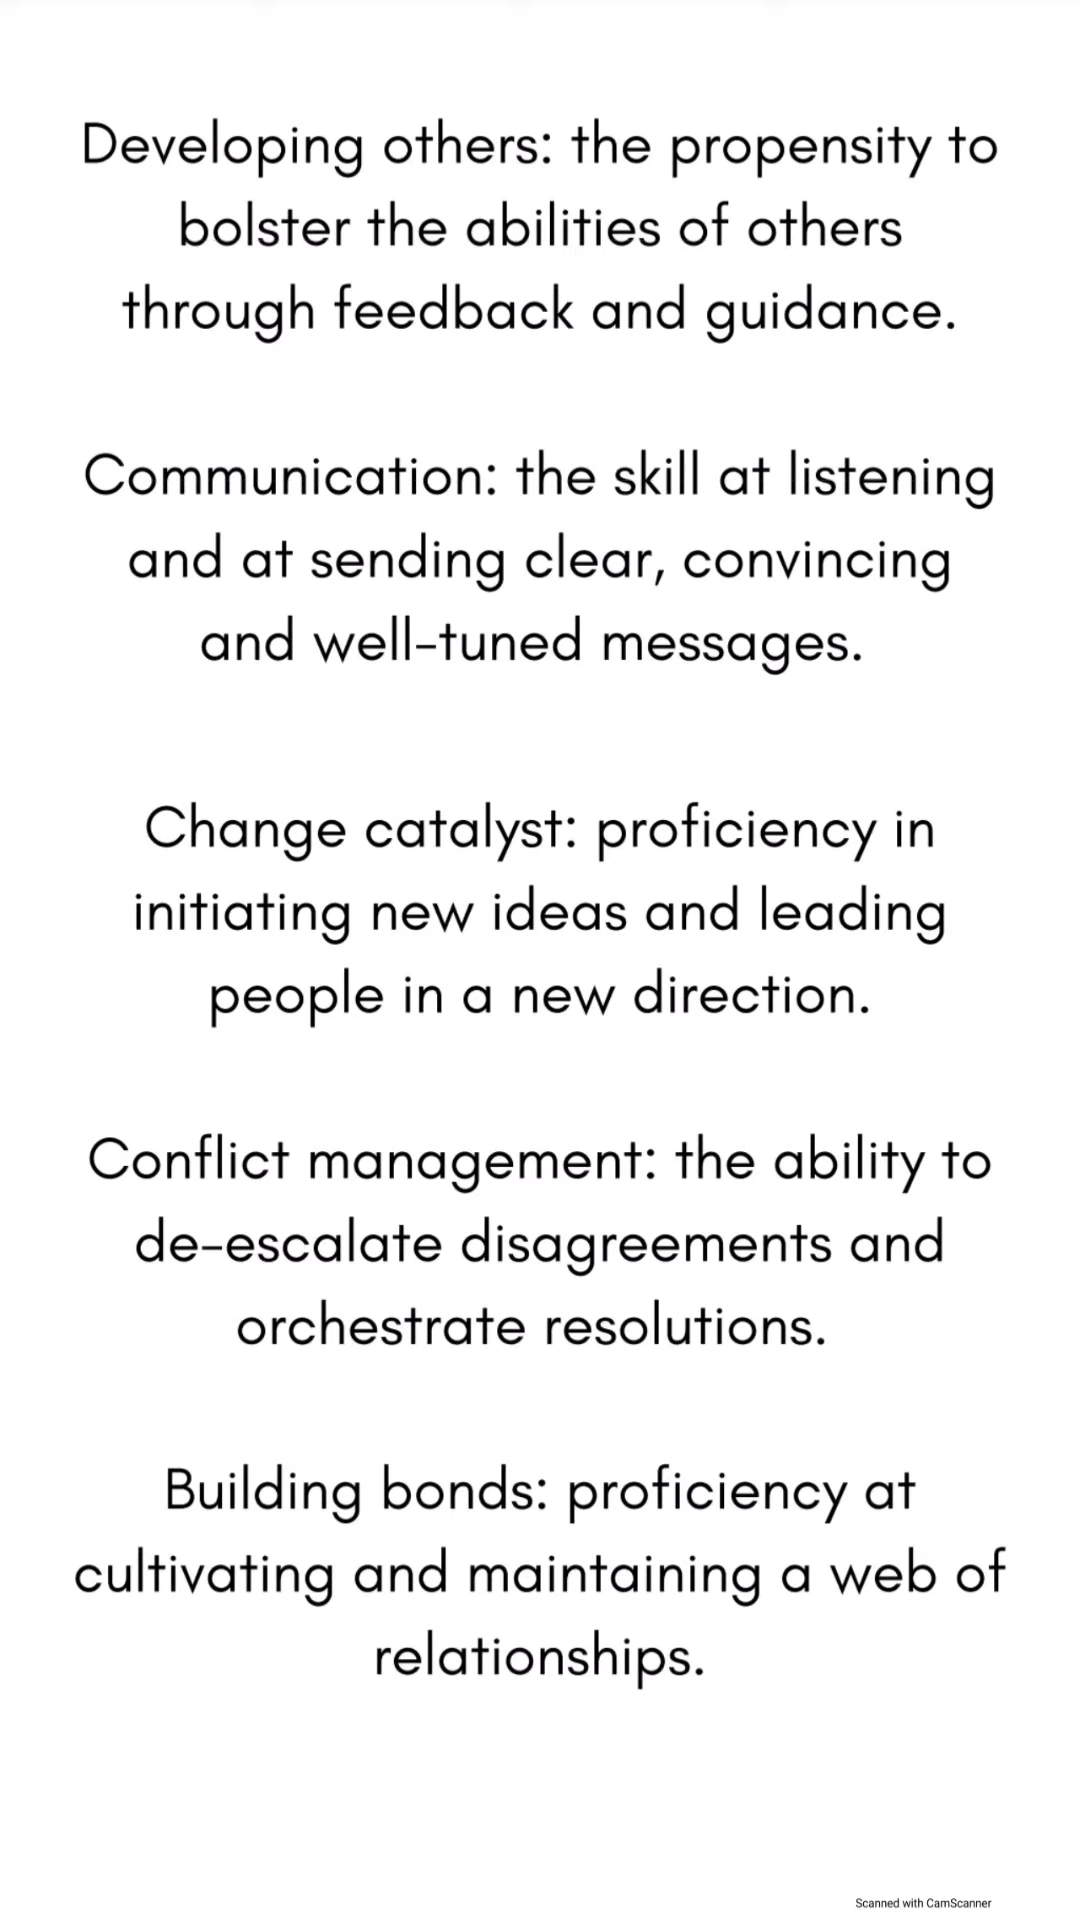 Developing others: the propensity to
bolster the abilities of others
through feedback and guidance.
Communication: the skill at listening
and at sending clear, convincing
and well-tuned messages.
Change catalyst: proficiency in
initiating new ideas and leading
people in a new direction.
Conflict management: the ability to
de-escalate disagreements and
orchestrate resolutions.
Building bonds: proficiency at
cultivating and maintaining a web of
relationships.
Scanned with CamScanner